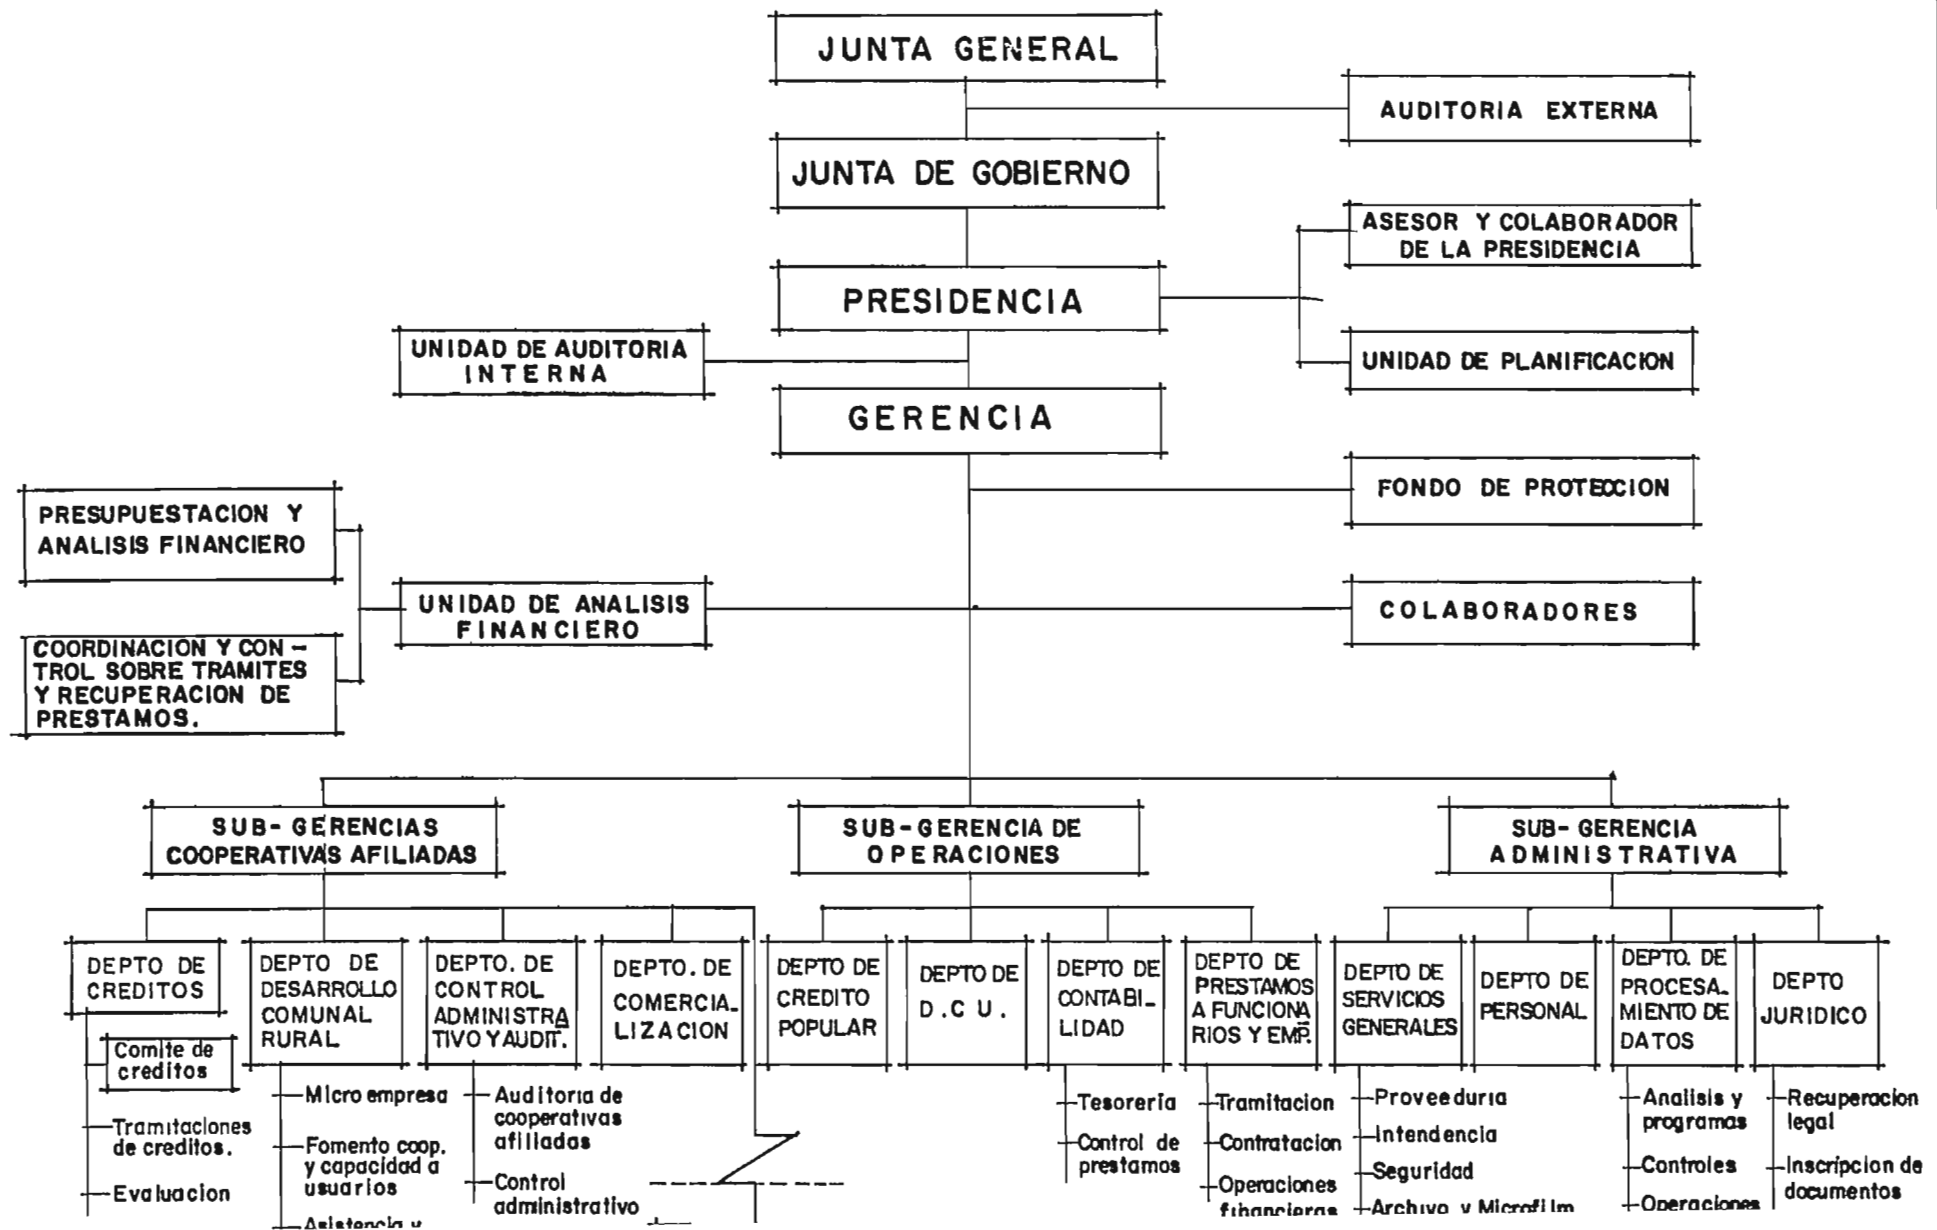 JUNTA GENERAL
AUDITORIA EXTERNA
JUNTA DE GOBIERNO
ASESOR Y COLABORADOR
DE LA PRESIDENCIA
PRESIDENCIA
UNIDAD DE AUDITORIA
INTERNA
UNIDAD DE PLANIFICACION
GERENCIA
FONDO DE PROTECCION
PRESUPUESTACION Y
ANALISIS FINANCIERO
UNIDAD DE ANALISIS
FINANCIERO
COLABORADORES
COORDINACION Y CON-
TROL SOBRE TRAMITES
Y RECUPERACION DE
PRESTAMOS.
SUB-GERENCIAS
COOPERATIVAS AFILIADAS
SUB-GERENCIA DE
OPERACIONES
SUB-GERENCIA
ADMINISTRATIVA
DEPTO DE
CREDITOS
Comite de
creditos
Tramitaciones
de creditos.
Evaluacion
DEPTO DE
DESARROLLO
COMUNAL
RURAL
Micro empresa
Fomento coop.
y capacidad a
usuarios
Asistencia y
DEPTO. DE
CONTROL
ADMINISTRA
TIVO Y AUDIT.
Auditoria de
cooperativas
afiliadas
Control
administrativo
DEPTO. DE
COMERCIA-
LIZACION
DEPTO DE
CREDITO
POPULAR
DEPTO DE
D.C U.
DEPTO DE
CONTABI-
LIDAD
Tesoreria
Control de
prestamos
DEPTO DE
PRESTAMOS
A FUNCIONA
RIOS Y EMP.
Tramitacion
Contratacion
Operaciones
financieras
DEPTO DE
SERVICIOS
GENERALES
Proveeduria
Intendencia
Seguridad
Archivo y Microfilm
DEPTO DE
PERSONAL
DEPTO. DE
PROCESA-
MIENTO DE
DATOS
Analisis y
programas
Controles
Operaciones
DEPTO
JURIDICO
Recuperacion
legal
Inscripcion de
documentos